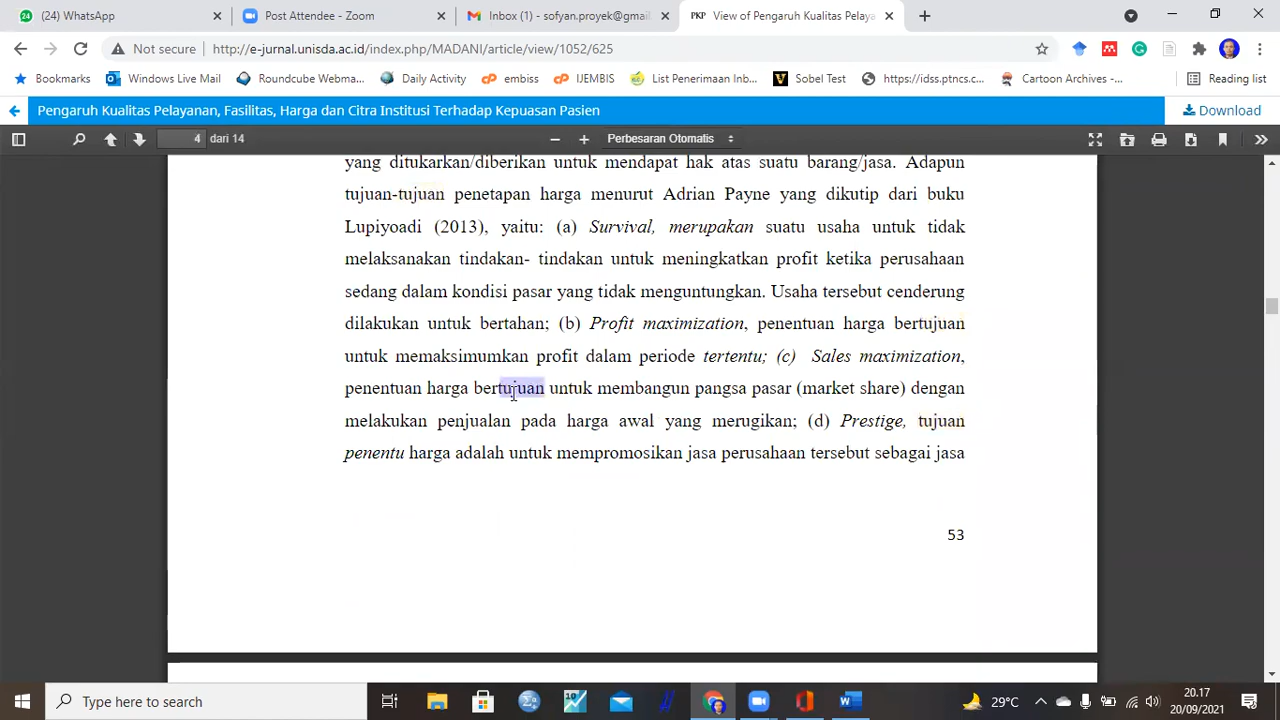 (24) WhatsApp
Post Attendee - Zoom
Inbox (1) - sofyan.proyek@gmail
PKP View of Pengaruh Kualitas Pelaya
Not secure http://e-jurnal.unisda.ac.id/index.php/MADANI/article/view/1052/625
Bookmarks Windows Live Mail Roundcube Webma... Daily Activity embiss IJEMBIS List Penerimaan Inb... Sobel Test https://idss.ptncs.c... Cartoon Archives -... Reading list
Pengaruh Kualitas Pelayanan, Fasilitas, Harga dan Citra Institusi Terhadap Kepuasan Pasien Download
4 dari 14 Perbesaran Otomatis
yang ditukarkan/diberikan untuk mendapat hak atas suatu barang/jasa. Adapun
tujuan-tujuan penetapan harga menurut Adrian Payne yang dikutip dari buku
Lupiyoadi (2013), yaitu: (a) Survival, merupakan suatu usaha untuk tidak
melaksanakan tindakan- tindakan untuk meningkatkan profit ketika perusahaan
sedang dalam kondisi pasar yang tidak menguntungkan. Usaha tersebut cenderung
dilakukan untuk bertahan; (b) Profit maximization, penentuan harga bertujuan
untuk memaksimumkan profit dalam periode tertentu; (c) Sales maximization,
penentuan harga bertujuan untuk membangun pangsa pasar (market share) dengan
melakukan penjualan pada harga awal yang merugikan; (d) Prestige, tujuan
penentu harga adalah untuk mempromosikan jasa perusahaan tersebut sebagai jasa
53
Type here to search
29°C
20.17
20/09/2021